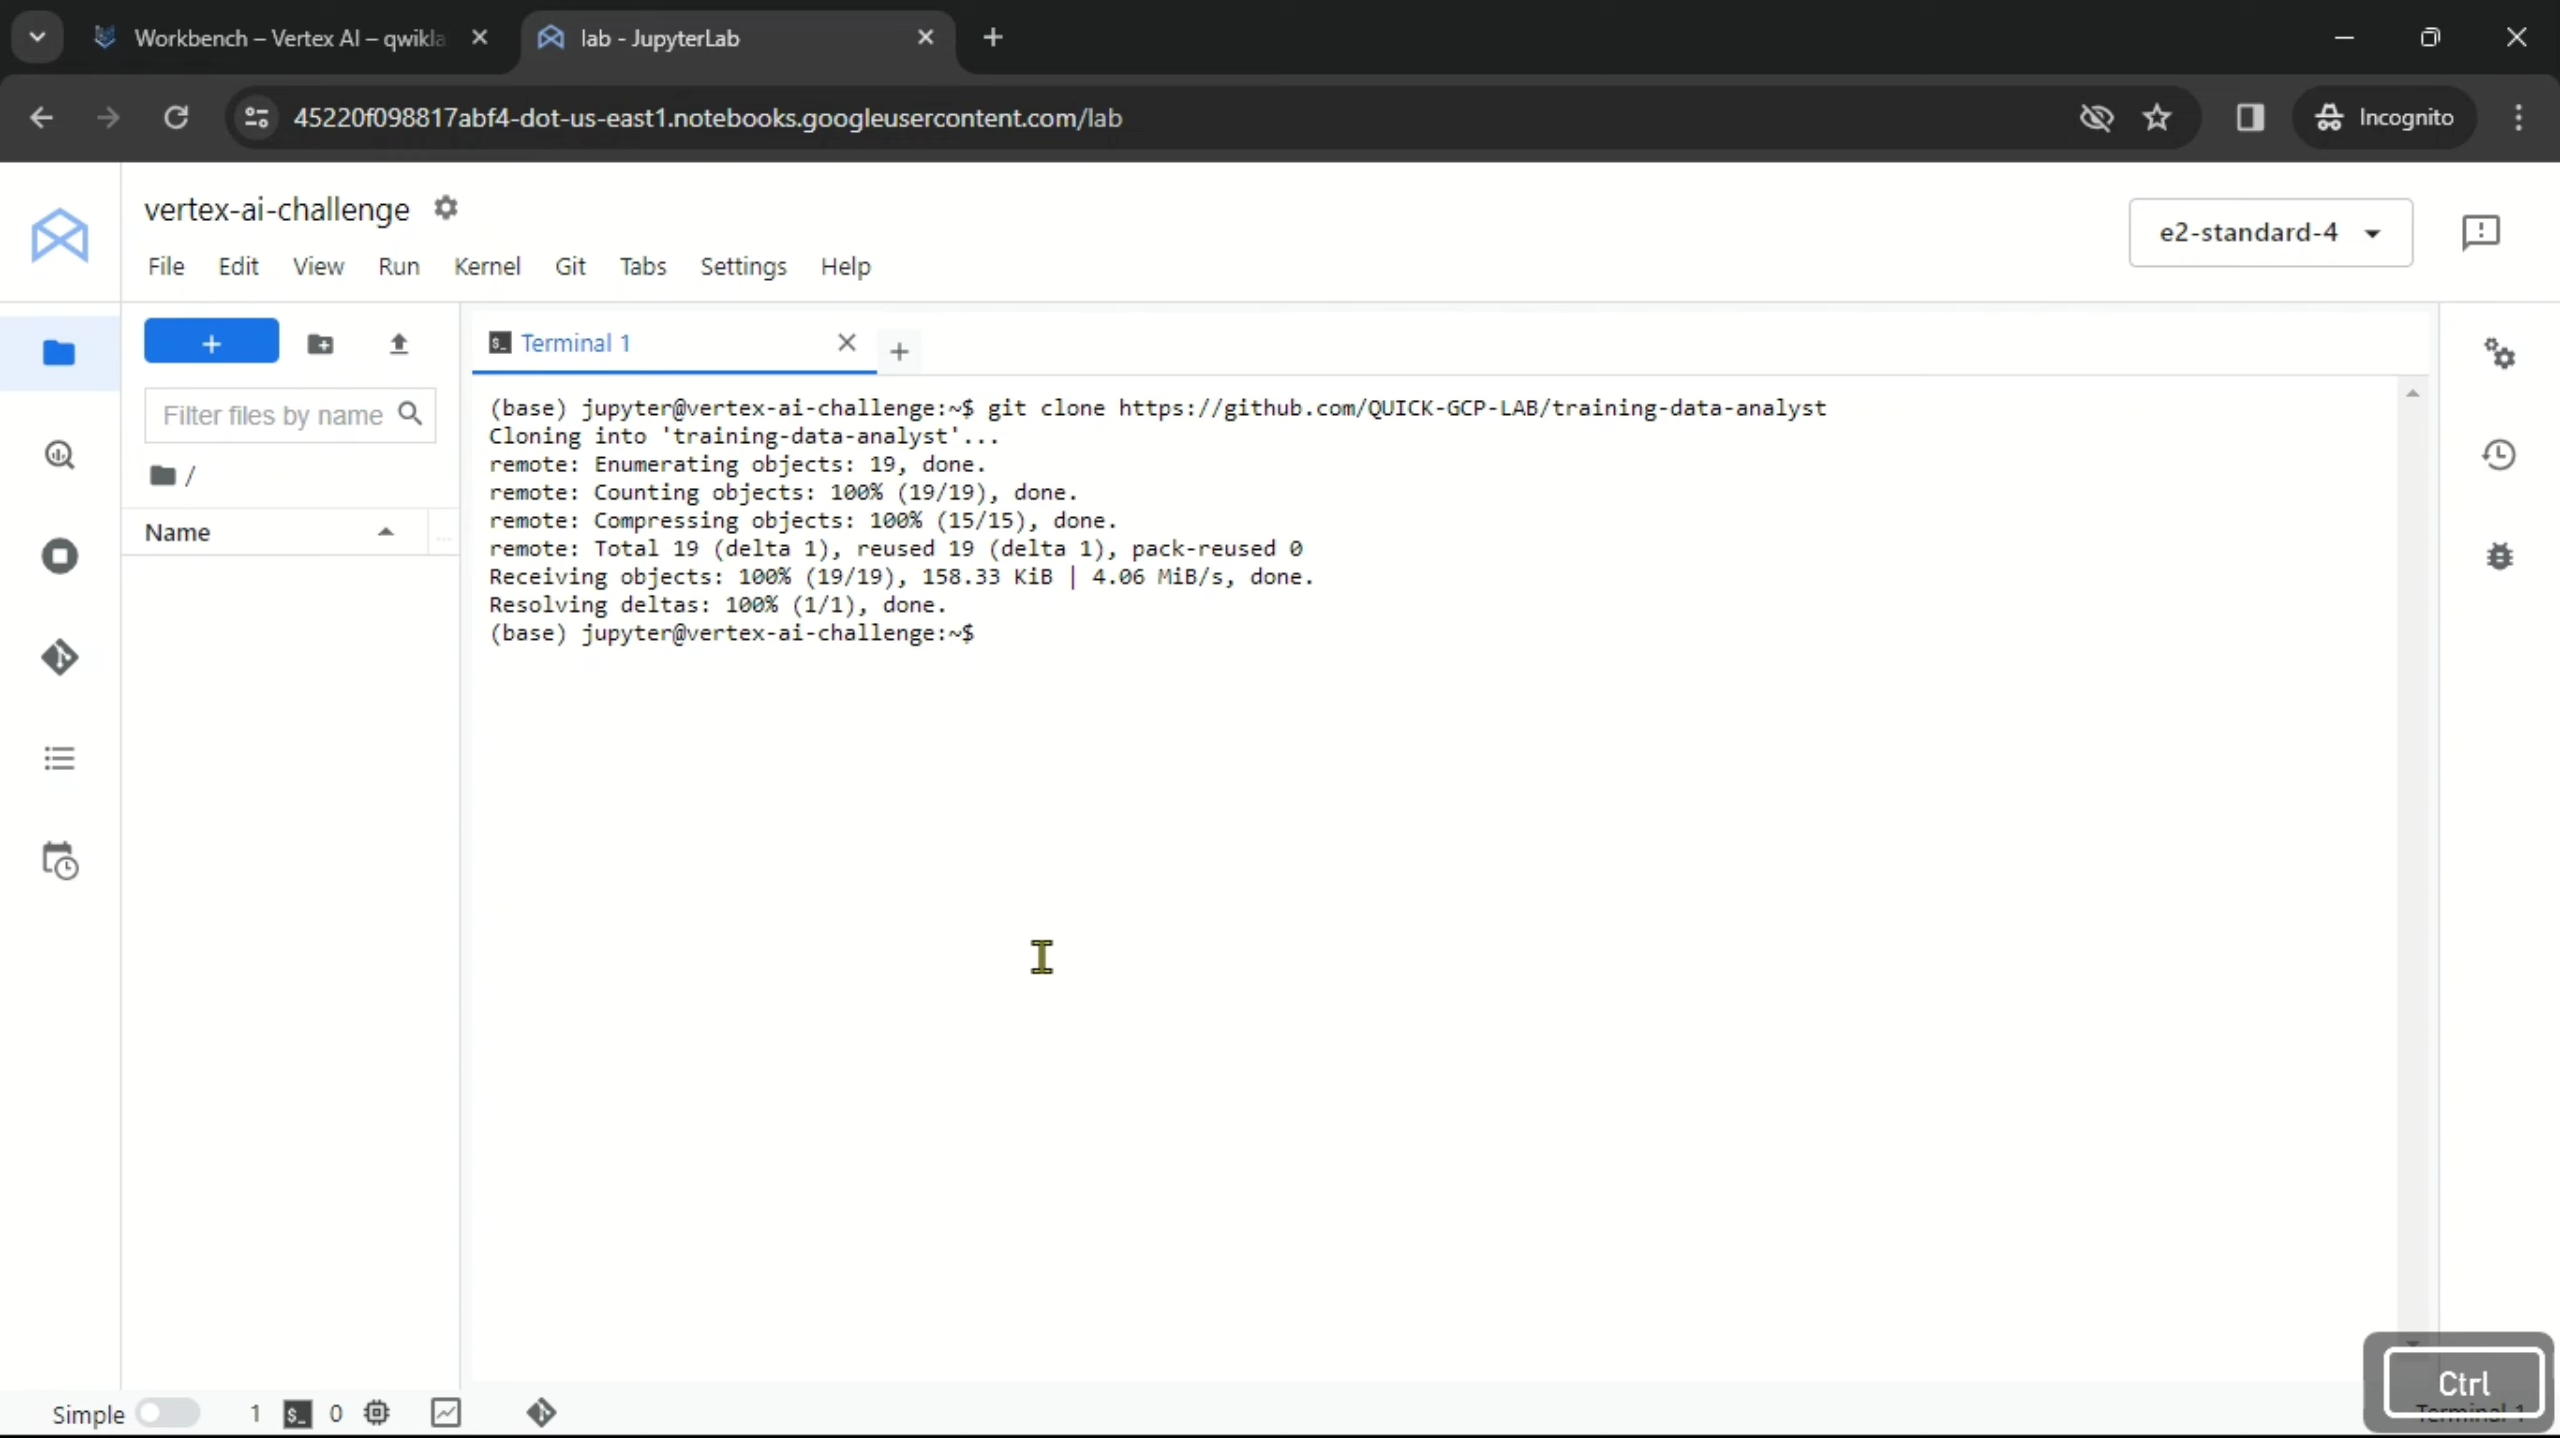 Workbench – Vertex AI – qwikla
lab - JupyterLab
45220f098817abf4-dot-us-east1.notebooks.googleusercontent.com/lab
Incognito
vertex-ai-challenge
e2-standard-4
File Edit View Run Kernel Git Tabs Settings Help
+
Terminal 1
Filter files by name
/
Name
...
(base) jupyter@vertex-ai-challenge:~$ git clone https://github.com/QUICK-GCP-LAB/training-data-analyst
Cloning into 'training-data-analyst'...
remote: Enumerating objects: 19, done.
remote: Counting objects: 100% (19/19), done.
remote: Compressing objects: 100% (15/15), done.
remote: Total 19 (delta 1), reused 19 (delta 1), pack-reused 0
Receiving objects: 100% (19/19), 158.33 KiB | 4.06 MiB/s, done.
Resolving deltas: 100% (1/1), done.
(base) jupyter@vertex-ai-challenge:~$
Simple 1 $_ 0
Ctrl
Terminal 1